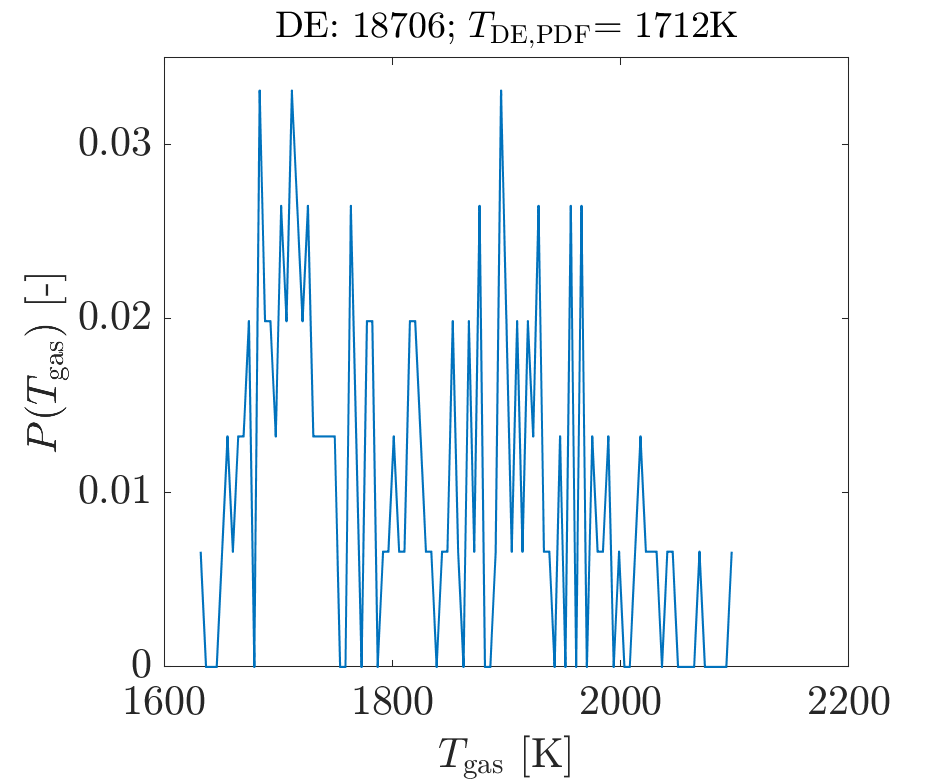 DE: 18706; T_DE,PDF= 1712K
P(T_gas) [-]
0.03
0.02
0.01
0
1600 1800 2000 2200
T_gas [K]